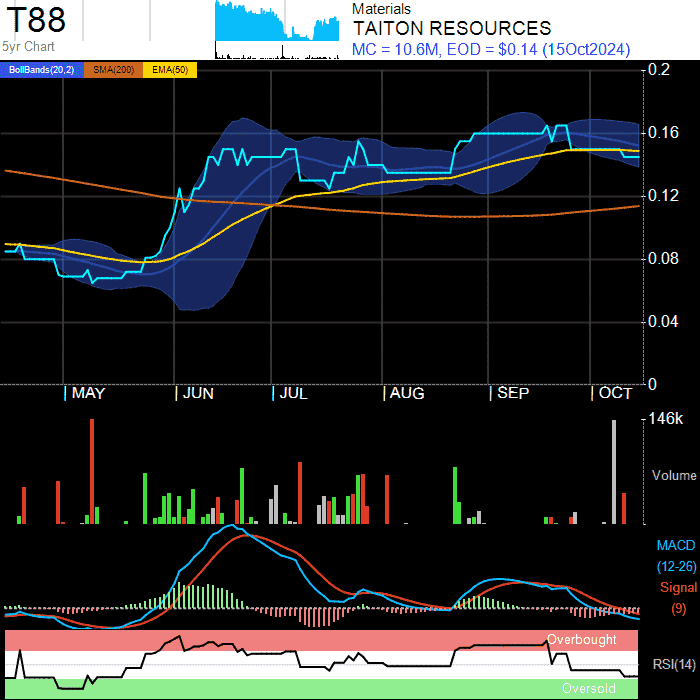 T88
5yr Chart
Materials
TAITON RESOURCES
MC = 10.6M, EOD = $0.14 (15Oct2024)
BollBands(20,2) SMA(200) EMA(50)
0.2
0.16
0.12
0.08
0.04
0
MAY JUN JUL AUG SEP OCT
146k
Volume
MACD
(12-26)
Signal
(9)
Overbought
RSI(14)
Oversold